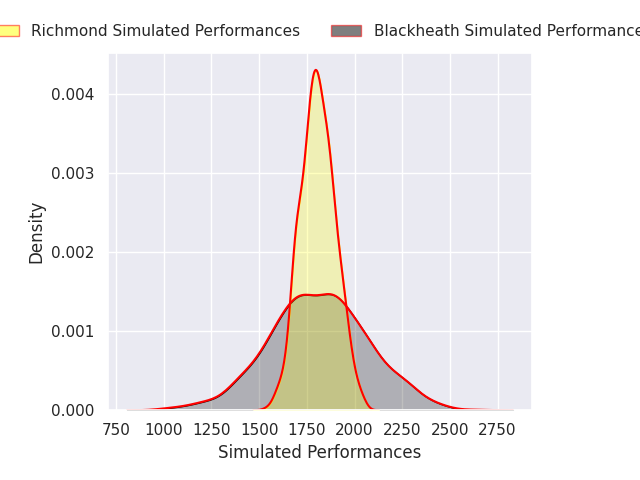 Richmond Simulated Performances
Blackheath Simulated Performance
0.004
0.003
0.002
0.001
0.000
Density
750 1000 1250 1500 1750 2000 2250 2500 2750
Simulated Performances